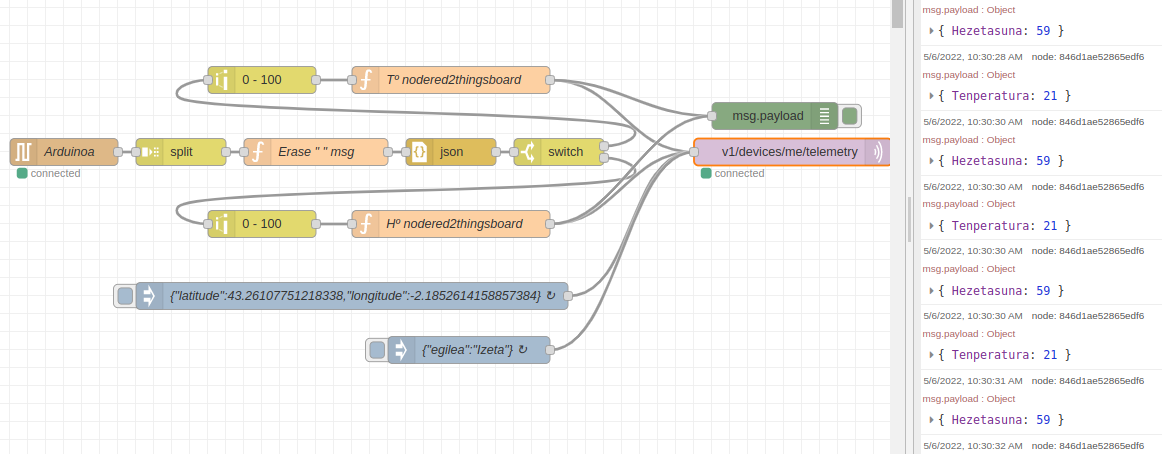 0 - 100
Tº nodered2thingsboard
msg.payload
Arduinoa
split
Erase " " msg
json
switch
v1/devices/me/telemetry
connected
connected
0 - 100
Hº nodered2thingsboard
{"latitude":43.26107751218338,"longitude":-2.1852614158857384} ↻
{"egilea":"Izeta"} ↻
msg.payload : Object
{ Hezetasuna: 59 }
5/6/2022, 10:30:28 AM node: 846d1ae52865edf6
msg.payload : Object
{ Tenperatura: 21 }
5/6/2022, 10:30:30 AM node: 846d1ae52865edf6
msg.payload : Object
{ Hezetasuna: 59 }
5/6/2022, 10:30:30 AM node: 846d1ae52865edf6
msg.payload : Object
{ Tenperatura: 21 }
5/6/2022, 10:30:30 AM node: 846d1ae52865edf6
msg.payload : Object
{ Hezetasuna: 59 }
5/6/2022, 10:30:30 AM node: 846d1ae52865edf6
msg.payload : Object
{ Tenperatura: 21 }
5/6/2022, 10:30:31 AM node: 846d1ae52865edf6
msg.payload : Object
{ Hezetasuna: 59 }
5/6/2022, 10:30:32 AM node: 846d1ae52865edf6